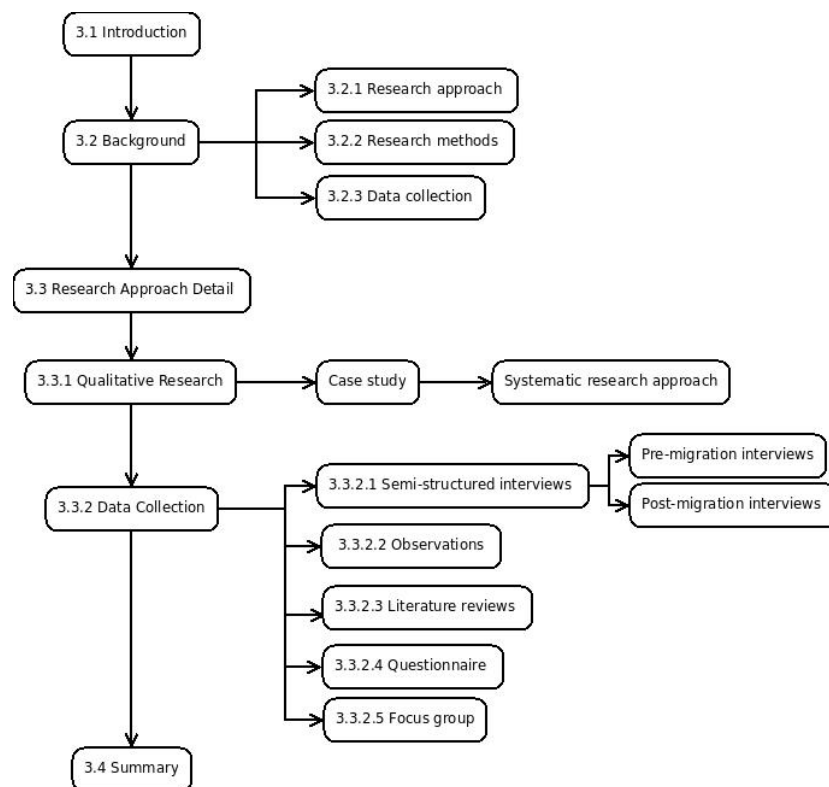 3.1 Introduction
3.2 Background
3.2.1 Research approach
3.2.2 Research methods
3.2.3 Data collection
3.3 Research Approach Detail
3.3.1 Qualitative Research
Case study
Systematic research approach
3.3.2 Data Collection
3.3.2.1 Semi-structured interviews
Pre-migration interviews
Post-migration interviews
3.3.2.2 Observations
3.3.2.3 Literature reviews
3.3.2.4 Questionnaire
3.3.2.5 Focus group
3.4 Summary